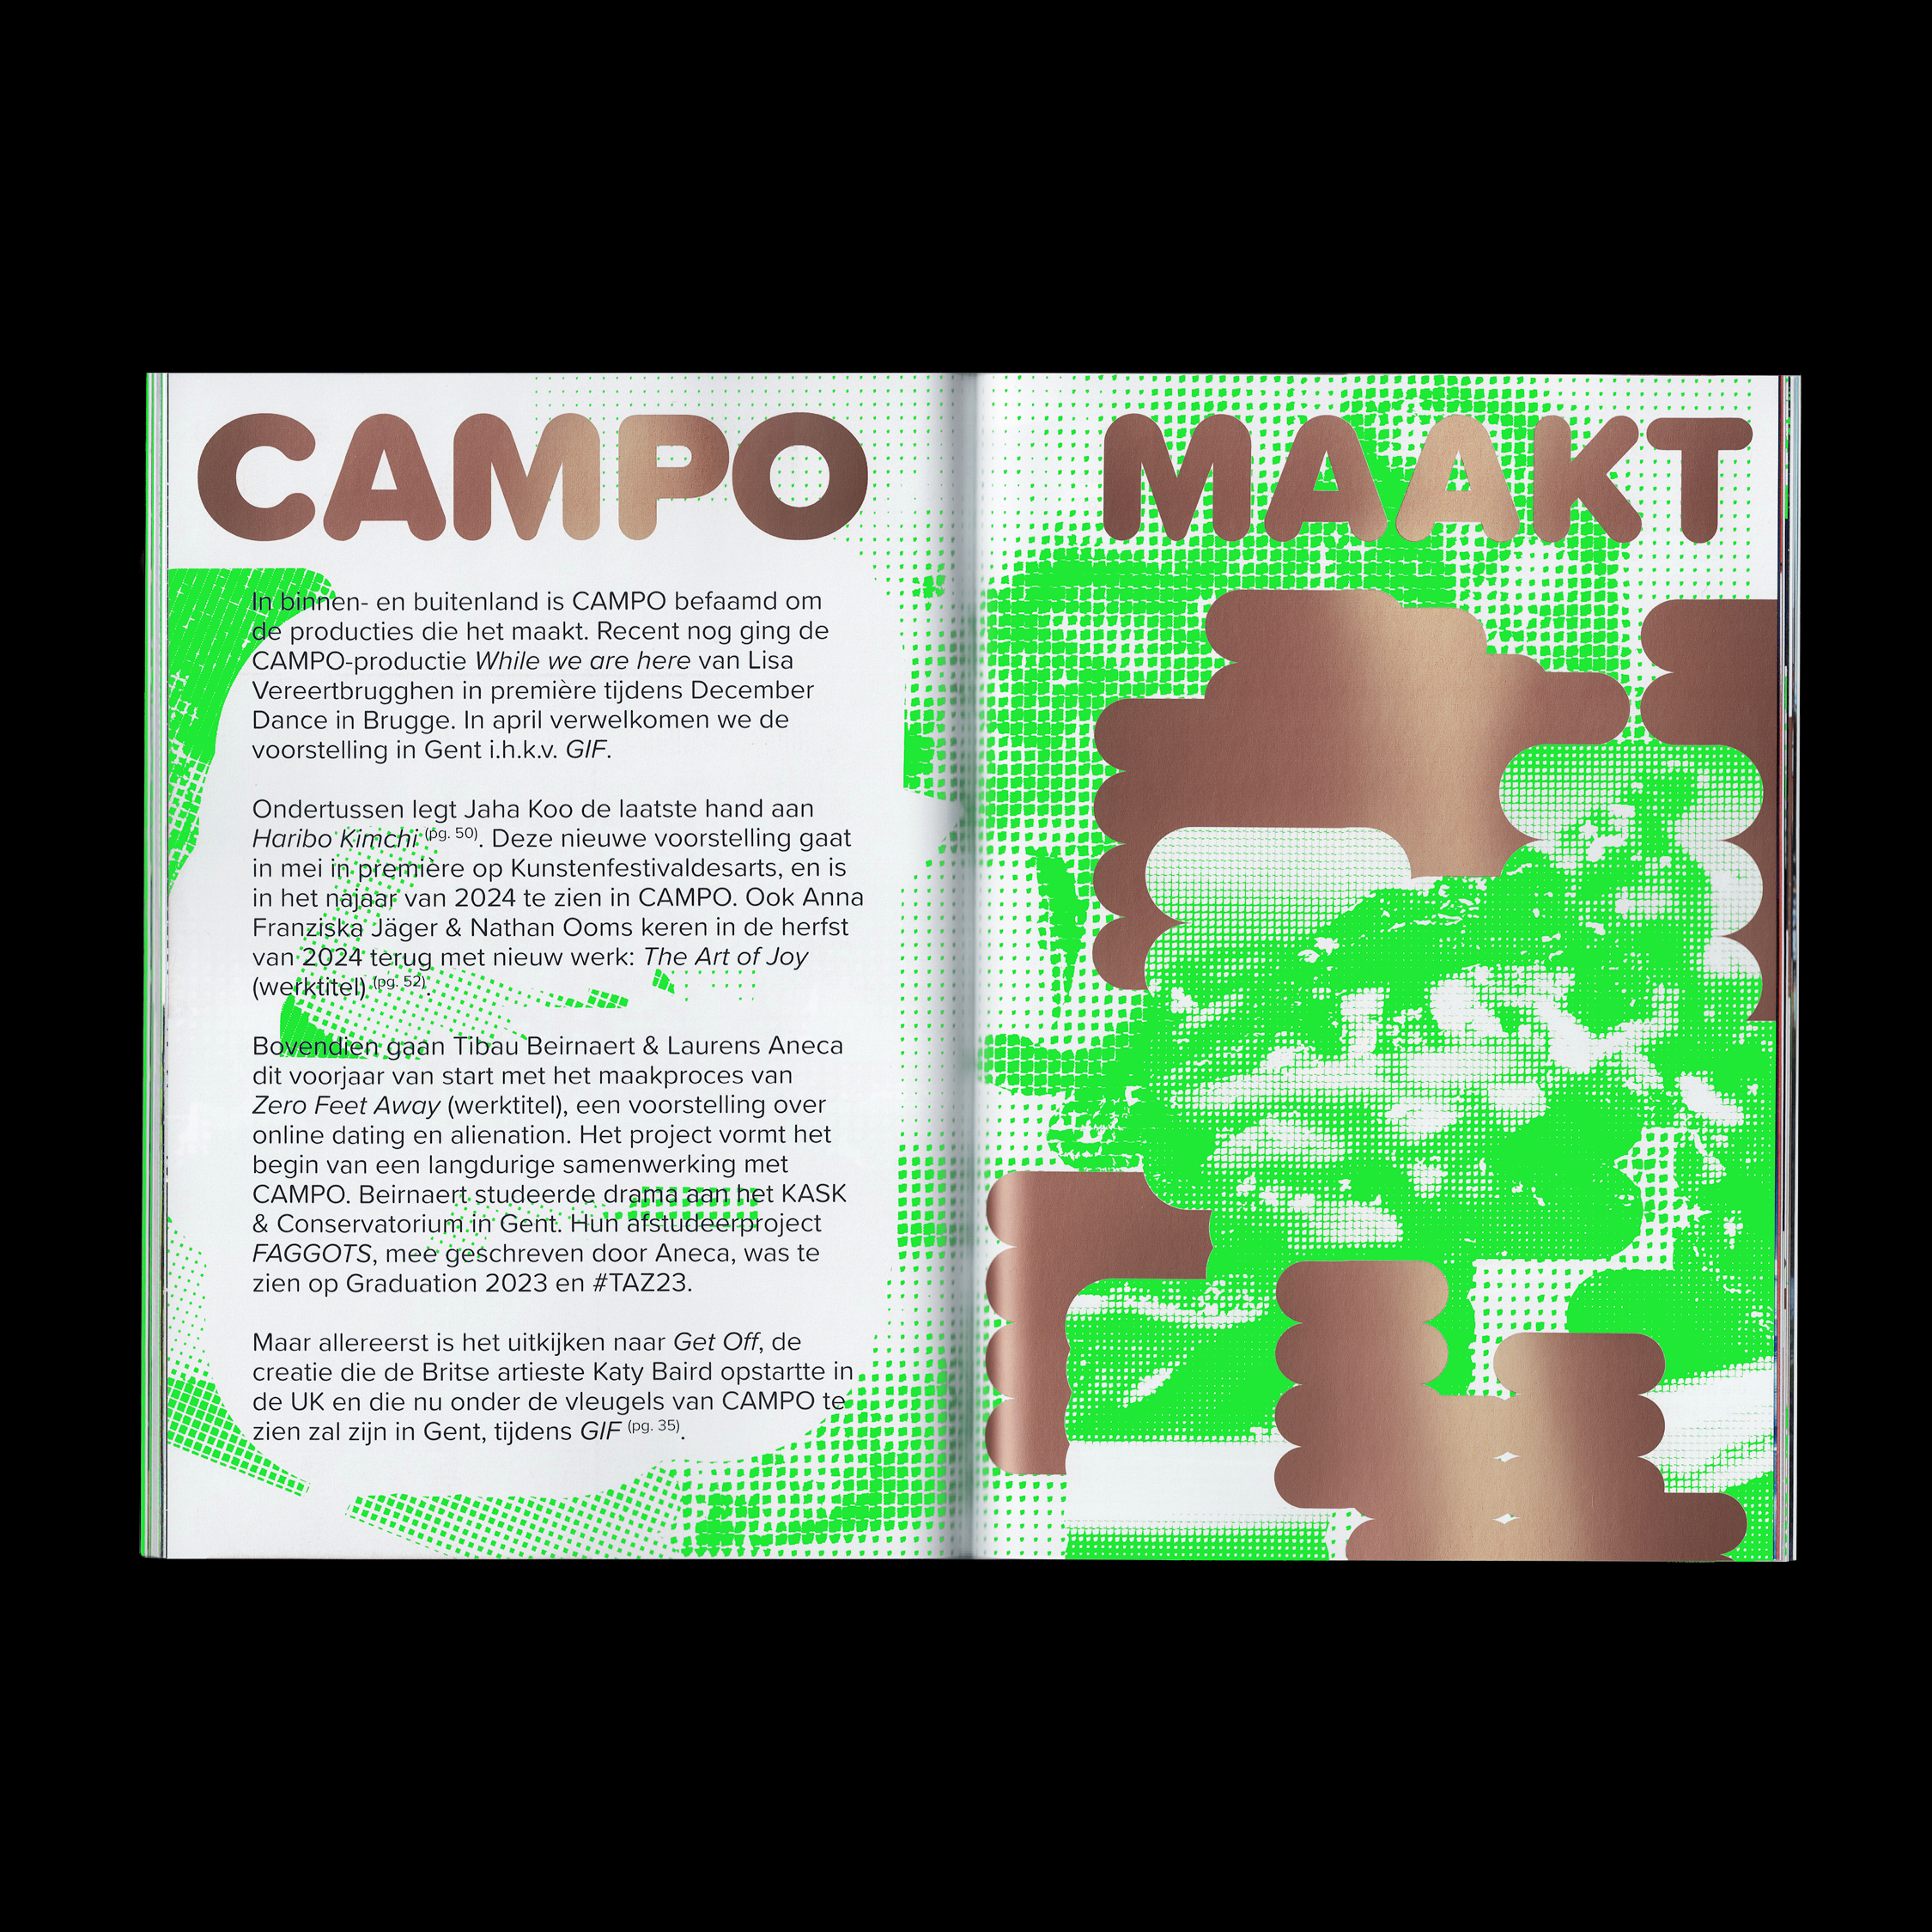 CAMPO MAAKT
In binnen- en buitenland is CAMPO befaamd om
de producties die het maakt. Recent nog ging de
CAMPO-productie While we are here van Lisa
Vereertbrugghen in première tijdens December
Dance in Brugge. In april verwelkomen we de
voorstelling in Gent i.h.k.v. GIF.
Ondertussen legt Jaha Koo de laatste hand aan
Haribo Kimchi (pg. 50). Deze nieuwe voorstelling gaat
in mei in première op Kunstenfestivaldesarts, en is
in het najaar van 2024 te zien in CAMPO. Ook Anna
Franziska Jäger & Nathan Ooms keren in de herfst
van 2024 terug met nieuw werk: The Art of Joy
(werktitel) (pg. 52).
Bovendien gaan Tibau Beirnaert & Laurens Aneca
dit voorjaar van start met het maakproces van
Zero Feet Away (werktitel), een voorstelling over
online dating en alienation. Het project vormt het
begin van een langdurige samenwerking met
CAMPO. Beirnaert studeerde drama aan het KASK
& Conservatorium in Gent. Hun afstudeerproject
FAGGOTS, mee geschreven door Aneca, was te
zien op Graduation 2023 en #TAZ23.
Maar allereerst is het uitkijken naar Get Off, de
creatie die de Britse artieste Katy Baird opstartte in
de UK en die nu onder de vleugels van CAMPO te
zien zal zijn in Gent, tijdens GIF (pg. 35).